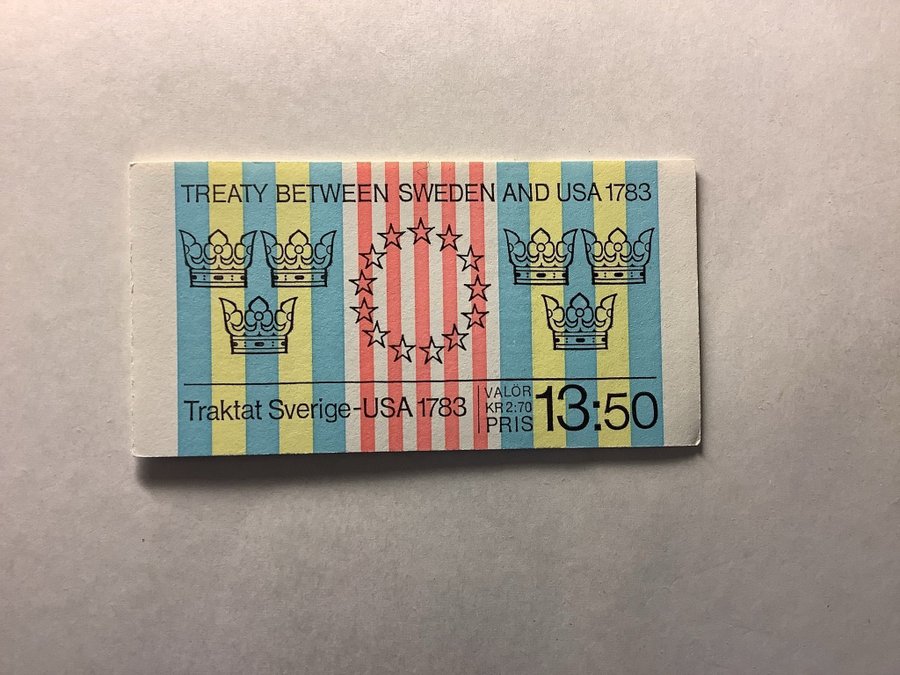 TREATY BETWEEN SWEDEN AND USA 1783
Traktat Sverige-USA 1783
VALÖR
KR 2:70
PRIS
13:50